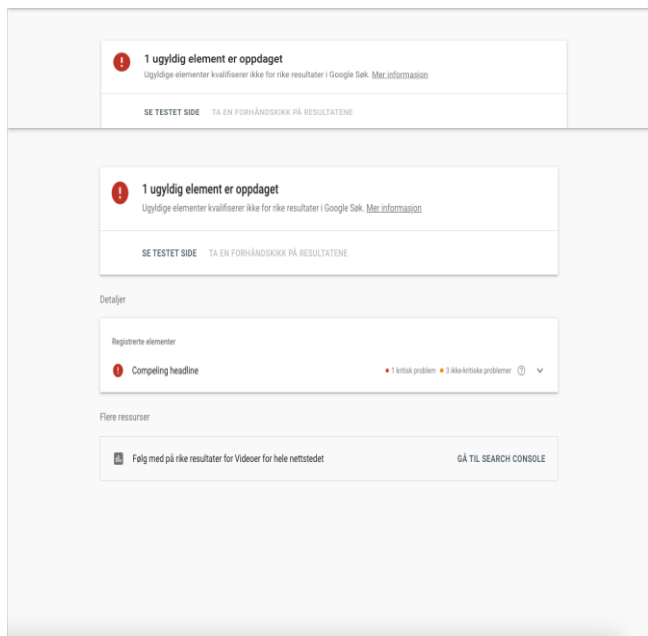 1 ugyldig element er oppdaget
Ugyldige elementer kvalifiserer ikke for rike resultater i Google Søk. Mer informasjon
SE TESTET SIDE TA EN FORHÅNDSKIKK PÅ RESULTATENE
1 ugyldig element er oppdaget
Ugyldige elementer kvalifiserer ikke for rike resultater i Google Søk. Mer informasjon
SE TESTET SIDE TA EN FORHÅNDSKIKK PÅ RESULTATENE
Detaljer
Registrerte elementer
Compeling headline • 1 kritisk problem • 3 ikke-kritiske problemer
Flere ressurser
Følg med på rike resultater for Videoer for hele nettstedet GÅ TIL SEARCH CONSOLE